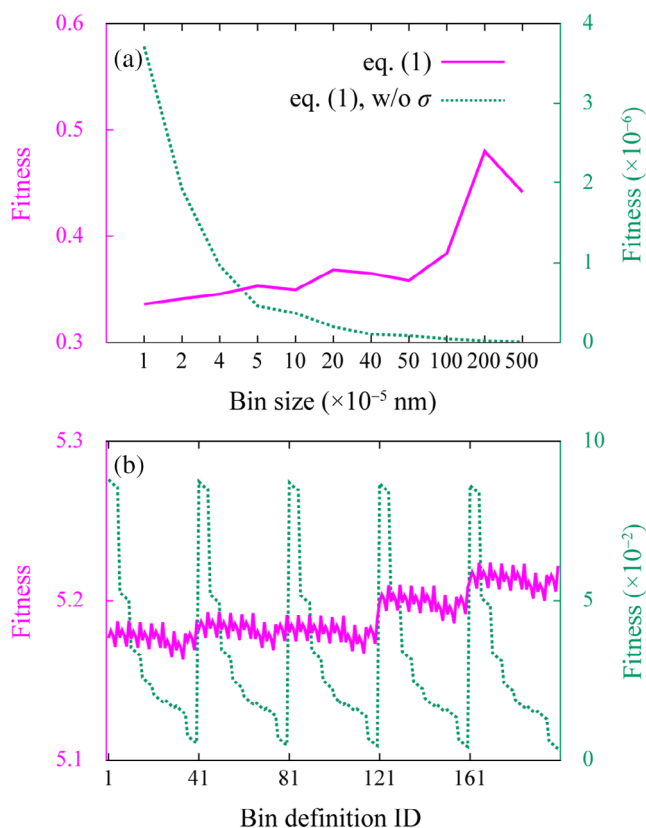 0.6
0.5
0.4
0.3
Fitness
(a)
eq. (1)
eq. (1), w/o σ
4
3
2
1
0
Fitness (×10⁻⁶)
1 2 4 5 10 20 40 50 100 200 500
Bin size (×10⁻⁵ nm)
5.3
5.2
5.1
Fitness
(b)
10
5
0
Fitness (×10⁻²)
1 41 81 121 161
Bin definition ID